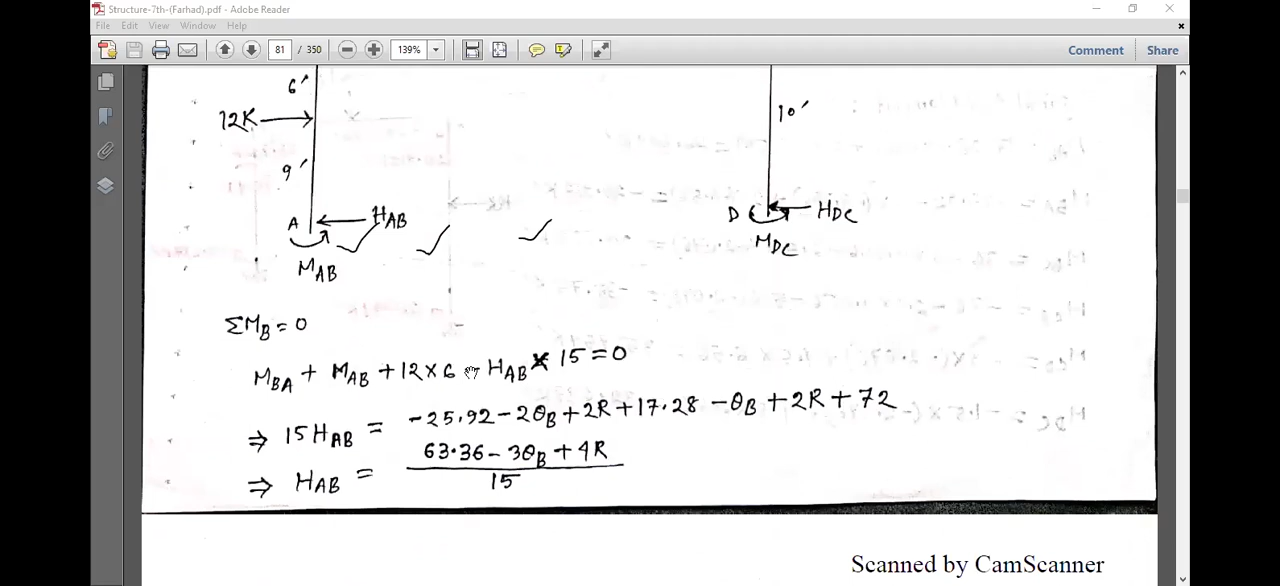 Structure-7th-(Farhad).pdf - Adobe Reader
File Edit View Window Help
81 / 350 139% Comment Share
6′
12K
10′
9′
A HAB D HDC
MAB MDC
ΣMB = 0
MBA + MAB + 12 × 6 - HAB × 15 = 0
⇒ 15HAB = -25.92 - 2θB + 2R + 17.28 - θB + 2R + 72
⇒ HAB = 63.36 - 3θB + 4R
15
Scanned by CamScanner